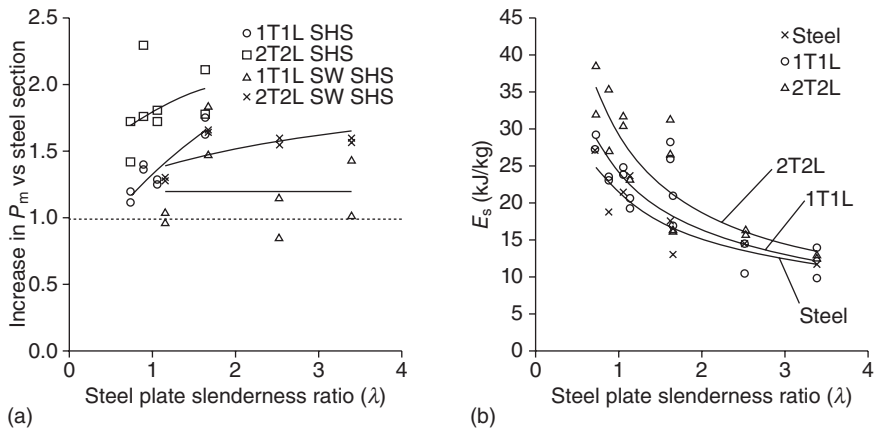 Increase in Pm vs steel section
2.5
2.0
1.5
1.0
0.5
0.0
1T1L SHS
2T2L SHS
1T1L SW SHS
2T2L SW SHS
0 1 2 3 4
Steel plate slenderness ratio (λ)
(a)
Es (kJ/kg)
45
40
35
30
25
20
15
10
5
0
Steel
1T1L
2T2L
2T2L
1T1L
Steel
0 1 2 3 4
Steel plate slenderness ratio (λ)
(b)